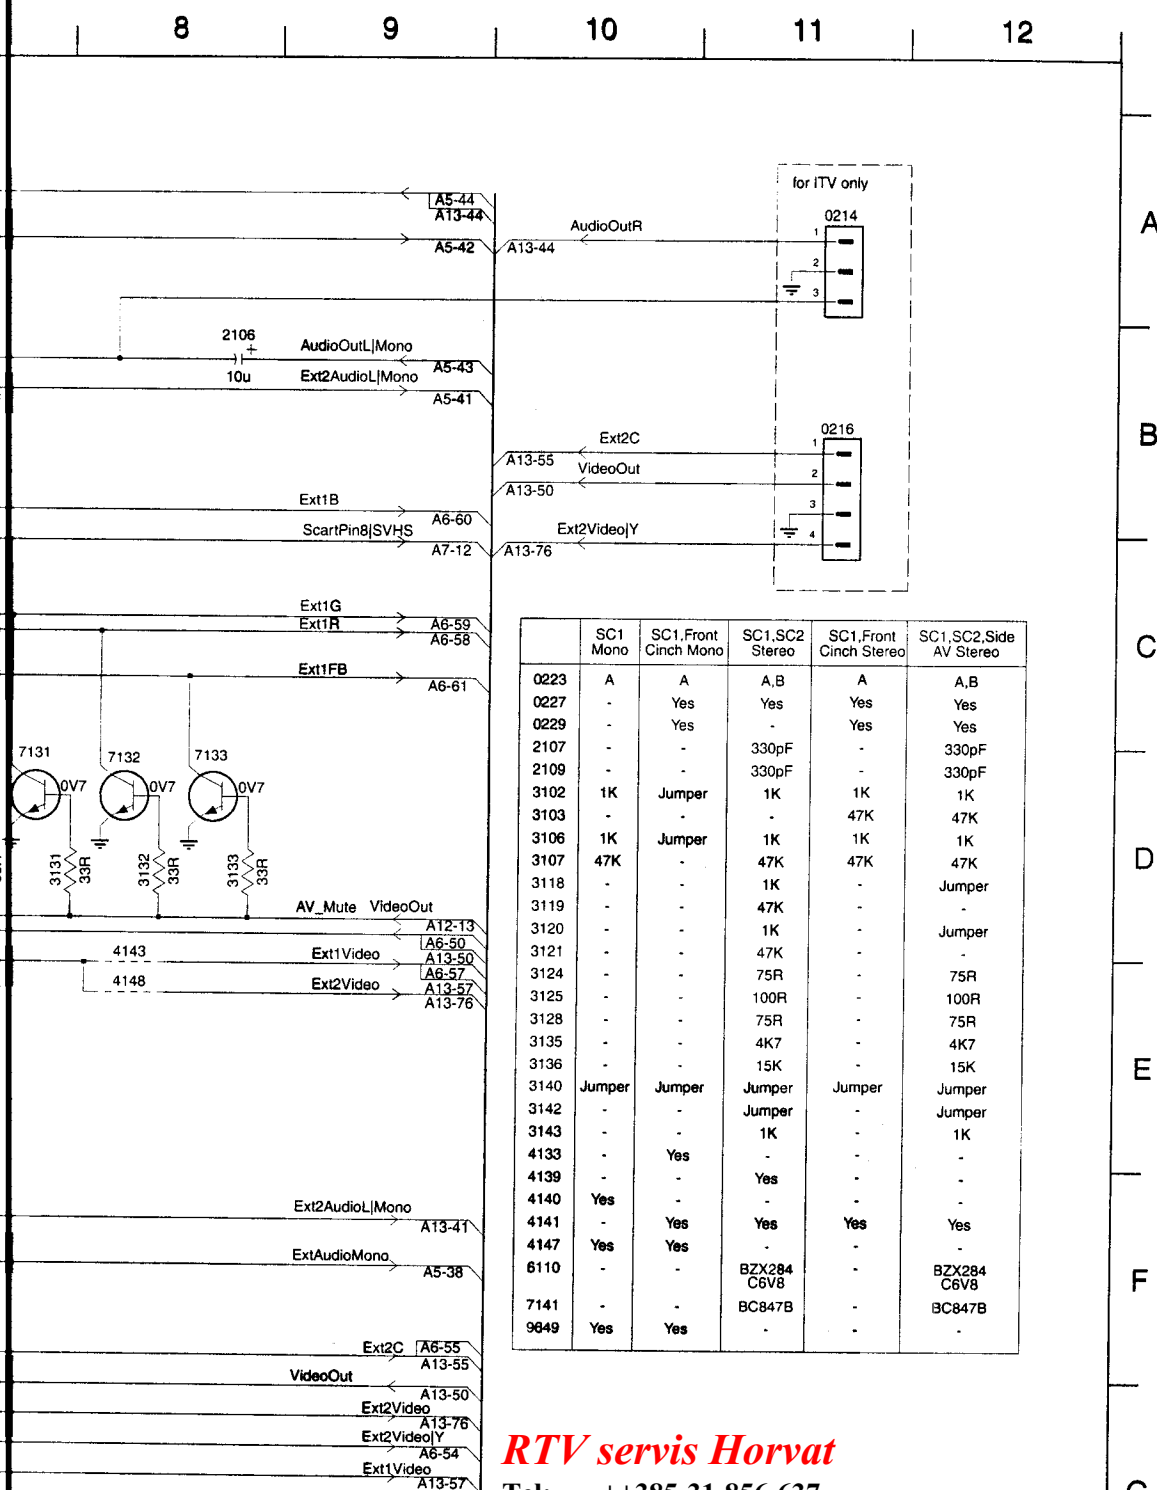 8 9 10 11 12
A
B
C
D
E
F
for ITV only
0214
1
2
3
A5-44
A13-44
A5-42
AudioOutR
A13-44
2106
+
10u
AudioOutL|Mono
A5-43
Ext2AudioL|Mono
A5-41
0216
1
2
3
4
Ext2C
A13-55
VideoOut
A13-50
Ext1B
A6-60
ScartPin8|SVHS
A7-12
Ext2Video|Y
A13-76
Ext1G
A6-59
Ext1R
A6-58
Ext1FB
A6-61
7131 7132 7133
0V7 0V7 0V7
3131 33R
3132 33R
3133 33R
AV_Mute VideoOut
A12-13
A6-50
A13-50
4143 Ext1Video
A6-57
A13-57
4148 Ext2Video
A13-76
SC1 Mono SC1,Front Cinch Mono SC1,SC2 Stereo SC1,Front Cinch Stereo SC1,SC2,Side AV Stereo
0223 A A A,B A A,B
0227 - Yes Yes Yes Yes
0229 - Yes - Yes Yes
2107 - - 330pF - 330pF
2109 - - 330pF - 330pF
3102 1K Jumper 1K 1K 1K
3103 - - - 47K 47K
3106 1K Jumper 1K 1K 1K
3107 47K - 47K 47K 47K
3118 - - 1K - Jumper
3119 - - 47K - -
3120 - - 1K - Jumper
3121 - - 47K - -
3124 - - 75R - 75R
3125 - - 100R - 100R
3128 - - 75R - 75R
3135 - - 4K7 - 4K7
3136 - - 15K - 15K
3140 Jumper Jumper Jumper Jumper Jumper
3142 - - Jumper - Jumper
3143 - - 1K - 1K
4133 - Yes - - -
4139 - - Yes - -
4140 Yes - - - -
4141 - Yes Yes Yes Yes
4147 Yes Yes - - -
6110 - - BZX284 C6V8 - BZX284 C6V8
7141 - - BC847B - BC847B
9649 Yes Yes - - -
Ext2AudioL|Mono
A13-41
ExtAudioMono
A5-38
Ext2C A6-55
A13-55
VideoOut
A13-50
Ext2Video
A13-76
Ext2Video|Y
A6-54
Ext1Video
A13-57
RTV servis Horvat